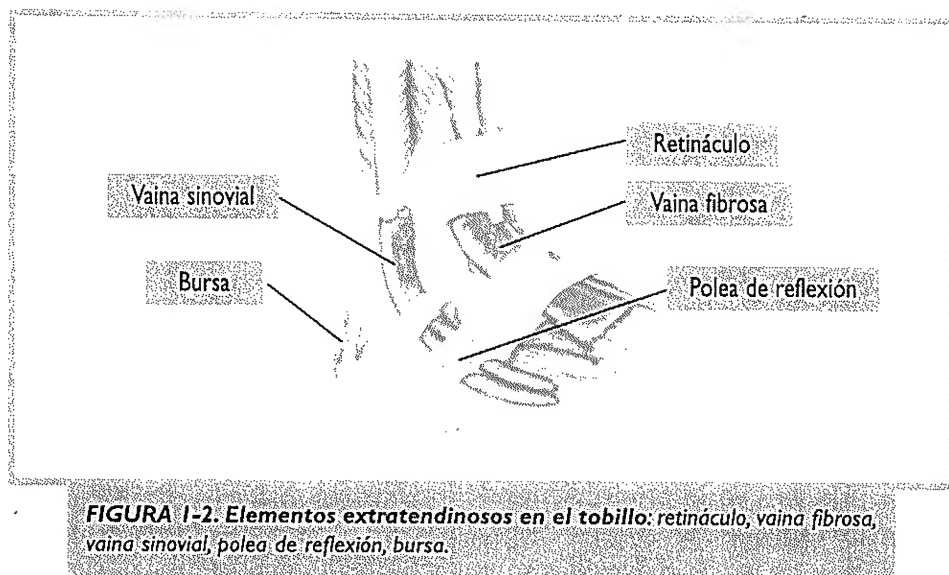 Retináculo
Vaina sinovial
Vaina fibrosa
Bursa
Polea de reflexión
FIGURA 1-2. Elementos extratendinosos en el tobillo: retináculo, vaina fibrosa,
vaina sinovial, polea de reflexión, bursa.